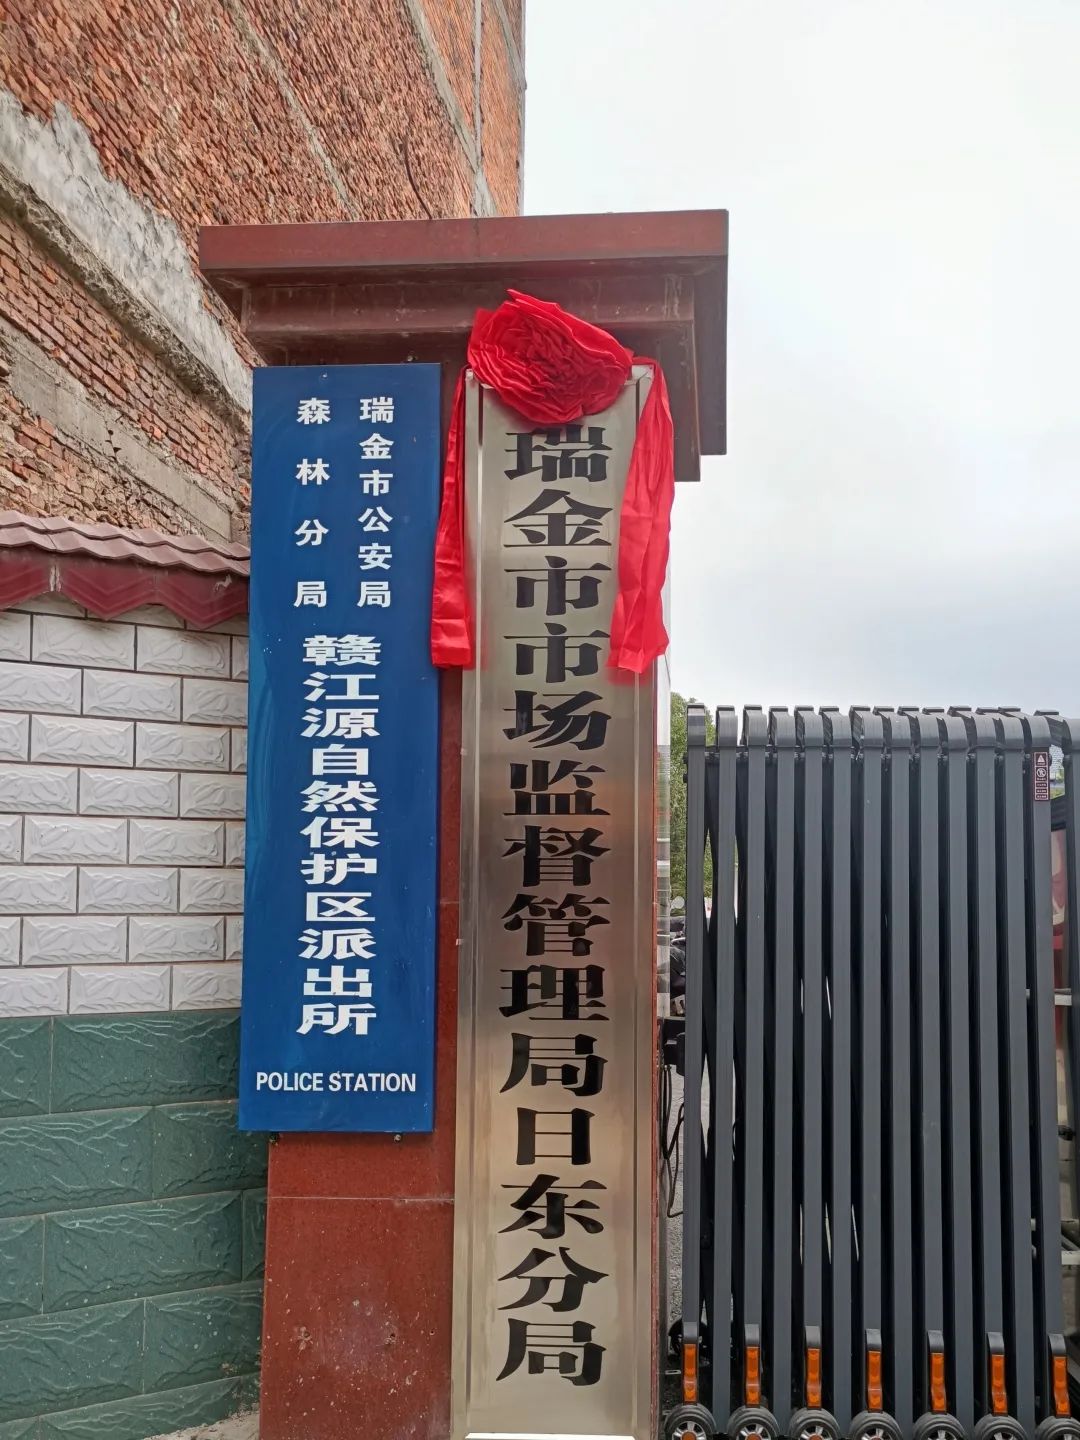 瑞金市公安局
森林分局
赣江源自然保护区派出所
POLICE STATION
瑞金市市场监督管理局日东分局